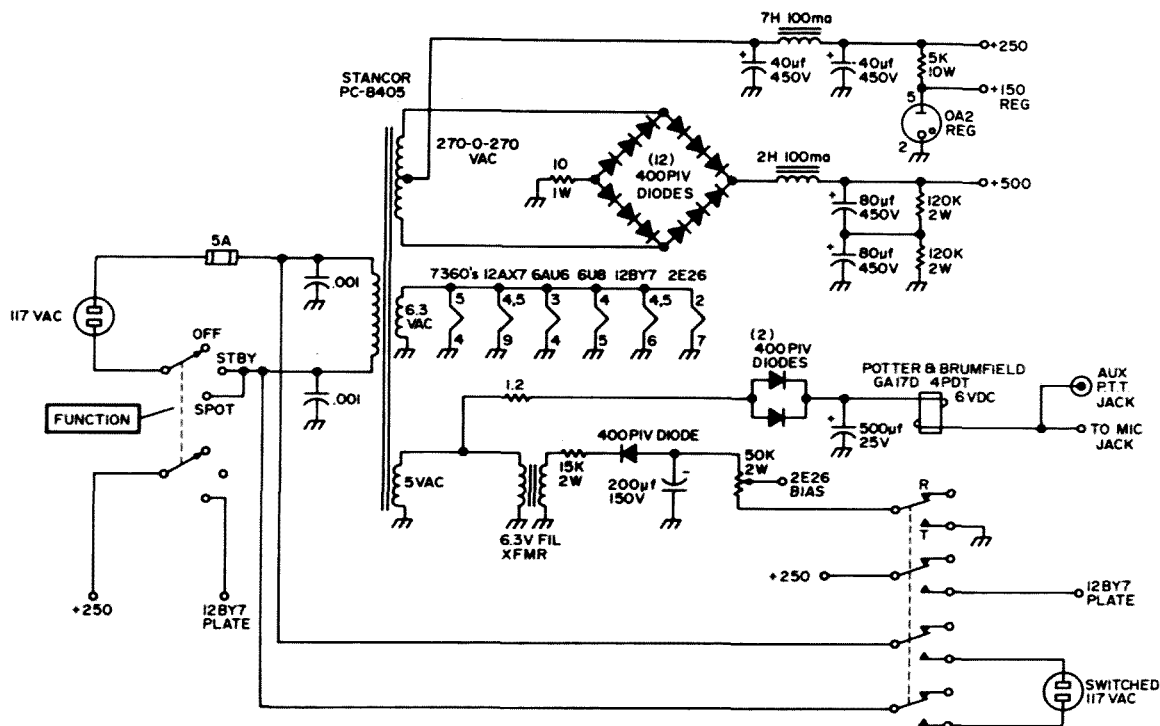 7H 100ma
+250
+
40µf
450V
+
40µf
450V
5K
10W
+150
REG
5
OA2
REG
2
STANCOR
PC-8405
270-0-270
VAC
10
1W
(12)
400PIV
DIODES
2H 100ma
+500
+
80µf
450V
120K
2W
+
80µf
450V
120K
2W
5A
117 VAC
.001
.001
OFF
STBY
SPOT
FUNCTION
+250
12BY7
PLATE
7360's 12AX7 6AU6 6U8 12BY7 2E26
6.3
VAC
5 4,5 3 4 4,5 2
4 9 4 5 6 7
1.2
(2)
400PIV
DIODES
+
500µf
25V
POTTER & BRUMFIELD
GA17D 4PDT
6VDC
AUX
P.T.T.
JACK
TO MIC
JACK
5VAC
6.3V FIL
XFMR
15K
2W
400PIV DIODE
200µf
150V
-
50K
2W
2E26
BIAS
R
T
+250
12BY7
PLATE
SWITCHED
117 VAC